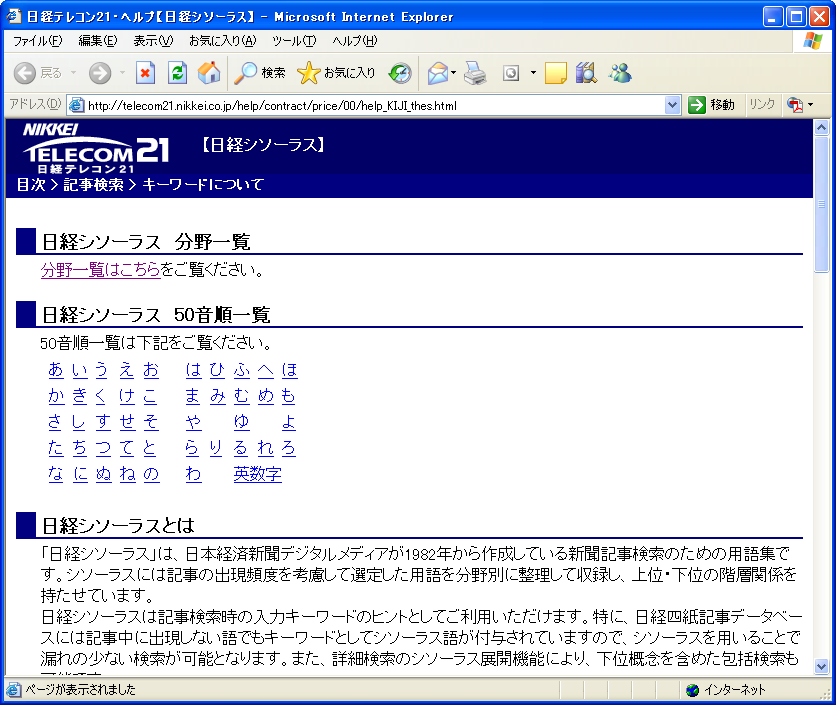 日経テレコン21・ヘルプ【日経シソーラス】 - Microsoft Internet Explorer
ファイル(F) 編集(E) 表示(V) お気に入り(A) ツール(T) ヘルプ(H)
戻る 検索 お気に入り
アドレス(D) http://telecom21.nikkei.co.jp/help/contract/price/00/help_KIJI_thes.html 移動 リンク
NIKKEI
TELECOM21
日経テレコン21
【日経シソーラス】
目次 > 記事検索 > キーワードについて
日経シソーラス 分野一覧
分野一覧はこちらをご覧ください。
日経シソーラス 50音順一覧
50音順一覧は下記をご覧ください。
あ い う え お は ひ ふ へ ほ
か き く け こ ま み む め も
さ し す せ そ や ゆ よ
た ち つ て と ら り る れ ろ
な に ぬ ね の わ 英数字
日経シソーラスとは
「日経シソーラス」は、日本経済新聞デジタルメディアが1982年から作成している新聞記事検索のための用語集で
す。シソーラスには記事の出現頻度を考慮して選定した用語を分野別に整理して収録し、上位・下位の階層関係を
持たせています。
日経シソーラスは記事検索時の入力キーワードのヒントとしてご利用いただけます。特に、日経四紙記事データベー
スには記事中に出現しない語でもキーワードとしてシソーラス語が付与されていますので、シソーラスを用いることで
漏れの少ない検索が可能となります。また、詳細検索のシソーラス展開機能により、下位概念を含めた包括検索も
ページが表示されました インターネット